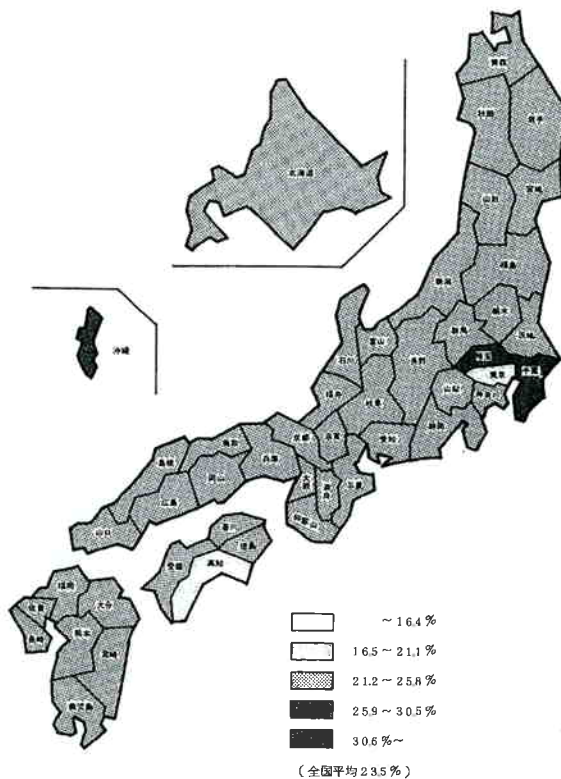 青森
秋田
岩手
北海道
山形
宮城
新潟
福島
栃木
群馬
茨城
沖縄
富山
石川
長野
埼玉
東京
千葉
山梨
神奈川
福井
岐阜
静岡
愛知
京都
滋賀
鳥取
兵庫
島根
岡山
広島
大阪
奈良
三重
和歌山
山口
香川
徳島
愛媛
高知
福岡
大分
佐賀
長崎
熊本
宮崎
鹿児島
～16.4%
16.5～21.1%
21.2～25.8%
25.9～30.5%
30.6%～
(全国平均23.5%)